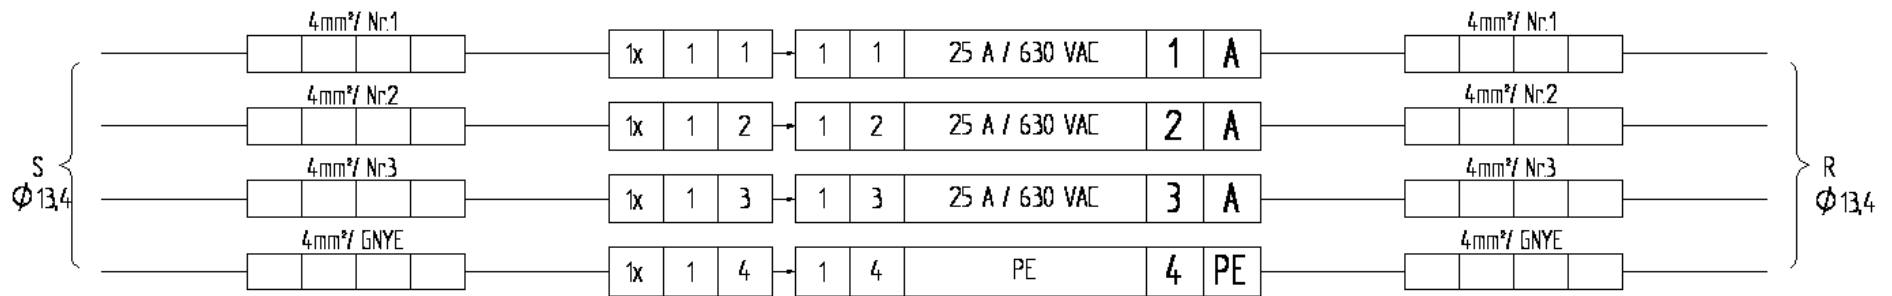 4mm²/ Nr.1 4mm²/ Nr.1
1x 1 1 1 1 25 A / 630 VAC 1 A
4mm²/ Nr.2 4mm²/ Nr.2
1x 1 2 1 2 25 A / 630 VAC 2 A
S R
4mm²/ Nr.3 4mm²/ Nr.3
Ø13,4 1x 1 3 1 3 25 A / 630 VAC 3 A Ø13,4
4mm²/ GNYE 4mm²/ GNYE
1x 1 4 1 4 PE 4 PE